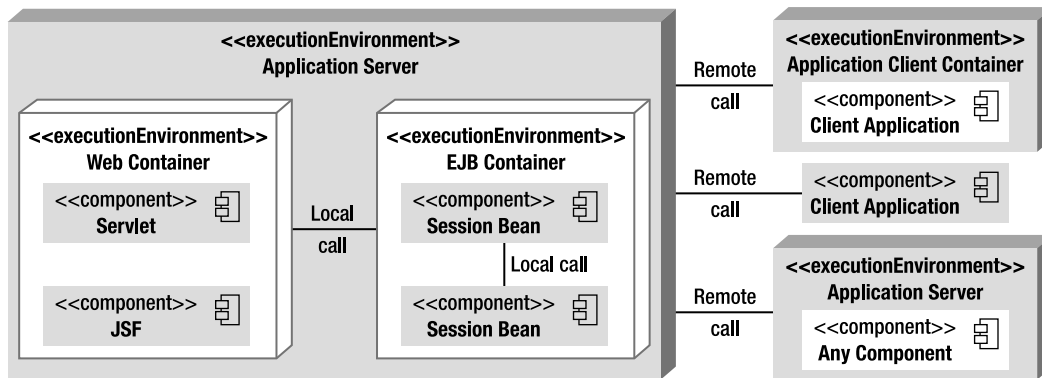 <<executionEnvironment>>
Application Server
<<executionEnvironment>>
Web Container
<<component>>
Servlet
<<component>>
JSF
Local
call
<<executionEnvironment>>
EJB Container
<<component>>
Session Bean
Local call
<<component>>
Session Bean
Remote
call
<<executionEnvironment>>
Application Client Container
<<component>>
Client Application
Remote
call
<<component>>
Client Application
Remote
call
<<executionEnvironment>>
Application Server
<<component>>
Any Component